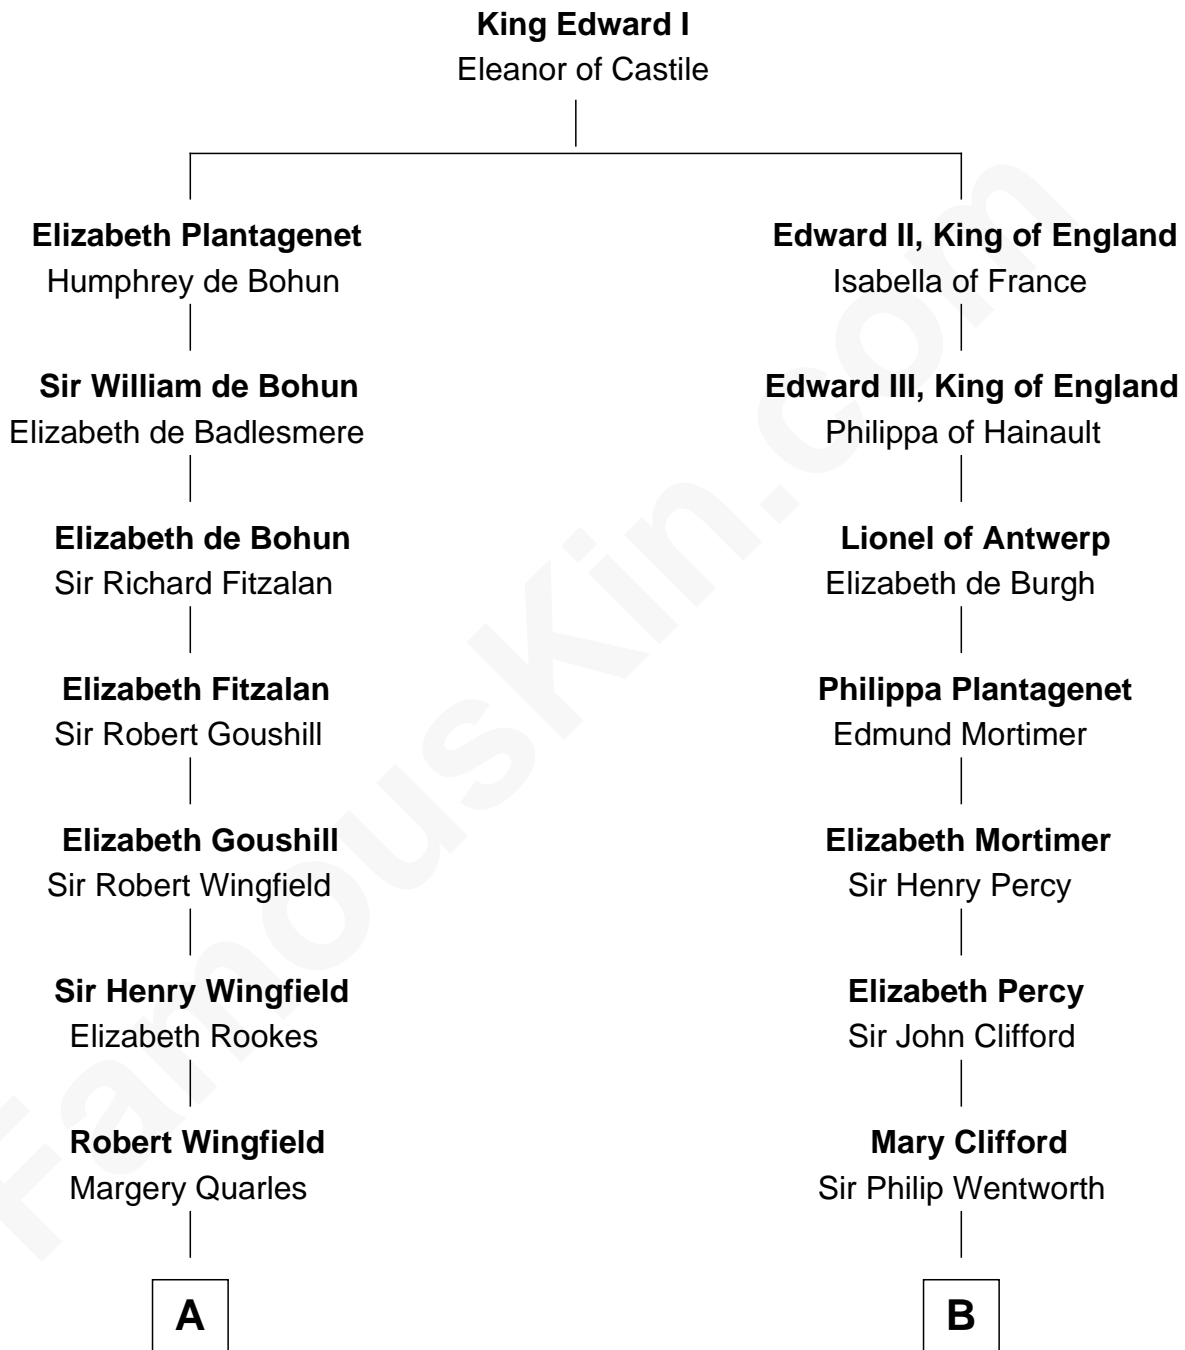 King Edward I
Eleanor of Castile
Elizabeth Plantagenet
Humphrey de Bohun
Edward II, King of England
Isabella of France
Sir William de Bohun
Elizabeth de Badlesmere
Edward III, King of England
Philippa of Hainault
Elizabeth de Bohun
Sir Richard Fitzalan
Lionel of Antwerp
Elizabeth de Burgh
Elizabeth Fitzalan
Sir Robert Goushill
Philippa Plantagenet
Edmund Mortimer
Elizabeth Goushill
Sir Robert Wingfield
Elizabeth Mortimer
Sir Henry Percy
Sir Henry Wingfield
Elizabeth Rookes
Elizabeth Percy
Sir John Clifford
Robert Wingfield
Margery Quarles
Mary Clifford
Sir Philip Wentworth
A
B
FamousKin.com